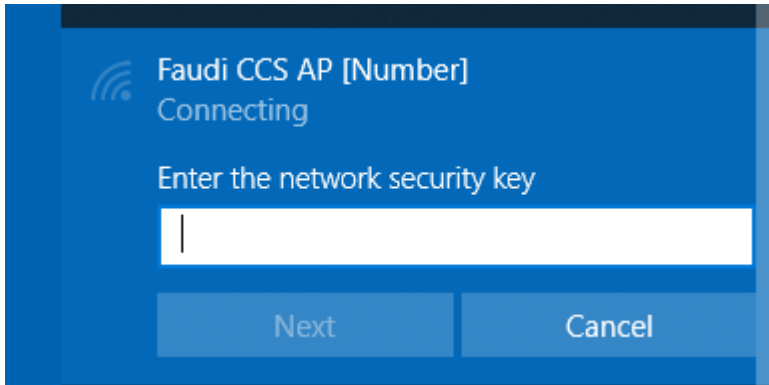 Faudi CCS AP [Number]
Connecting
Enter the network security key
Next
Cancel